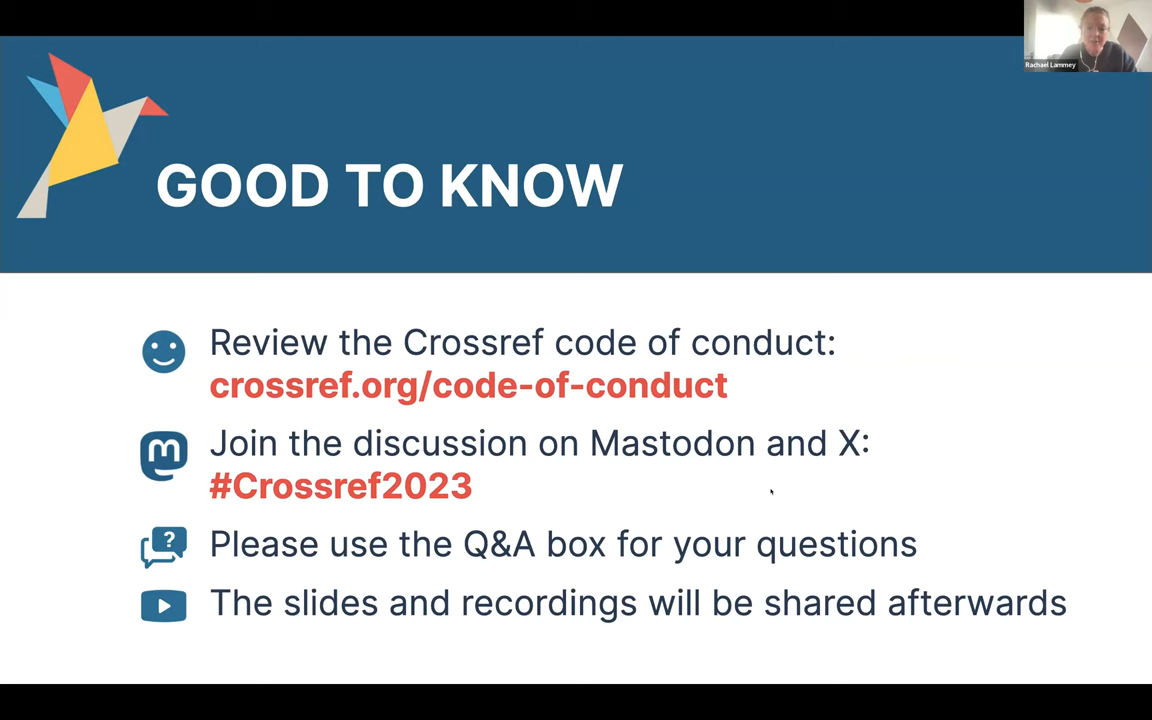 Rachael Lammey
GOOD TO KNOW
Review the Crossref code of conduct:
crossref.org/code-of-conduct
Join the discussion on Mastodon and X:
#Crossref2023
Please use the Q&A box for your questions
The slides and recordings will be shared afterwards